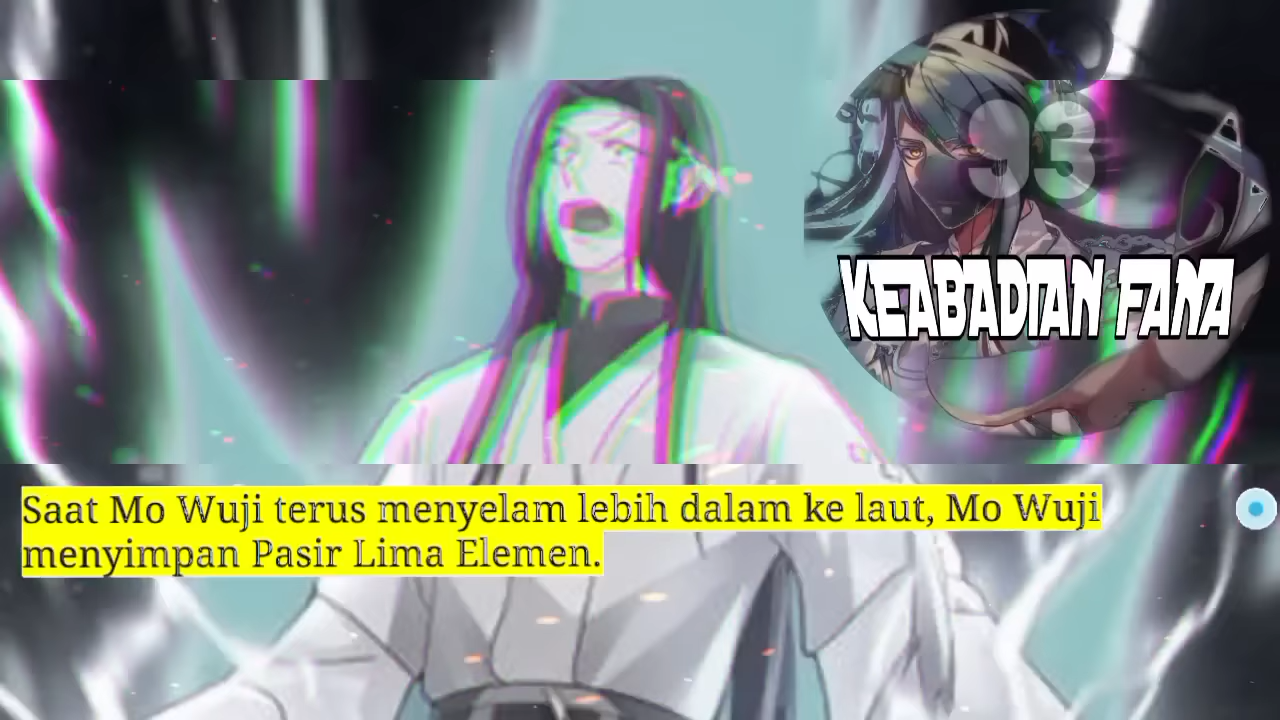 93
KEABADIAN FANA
Saat Mo Wuji terus menyelam lebih dalam ke laut, Mo Wuji
menyimpan Pasir Lima Elemen.